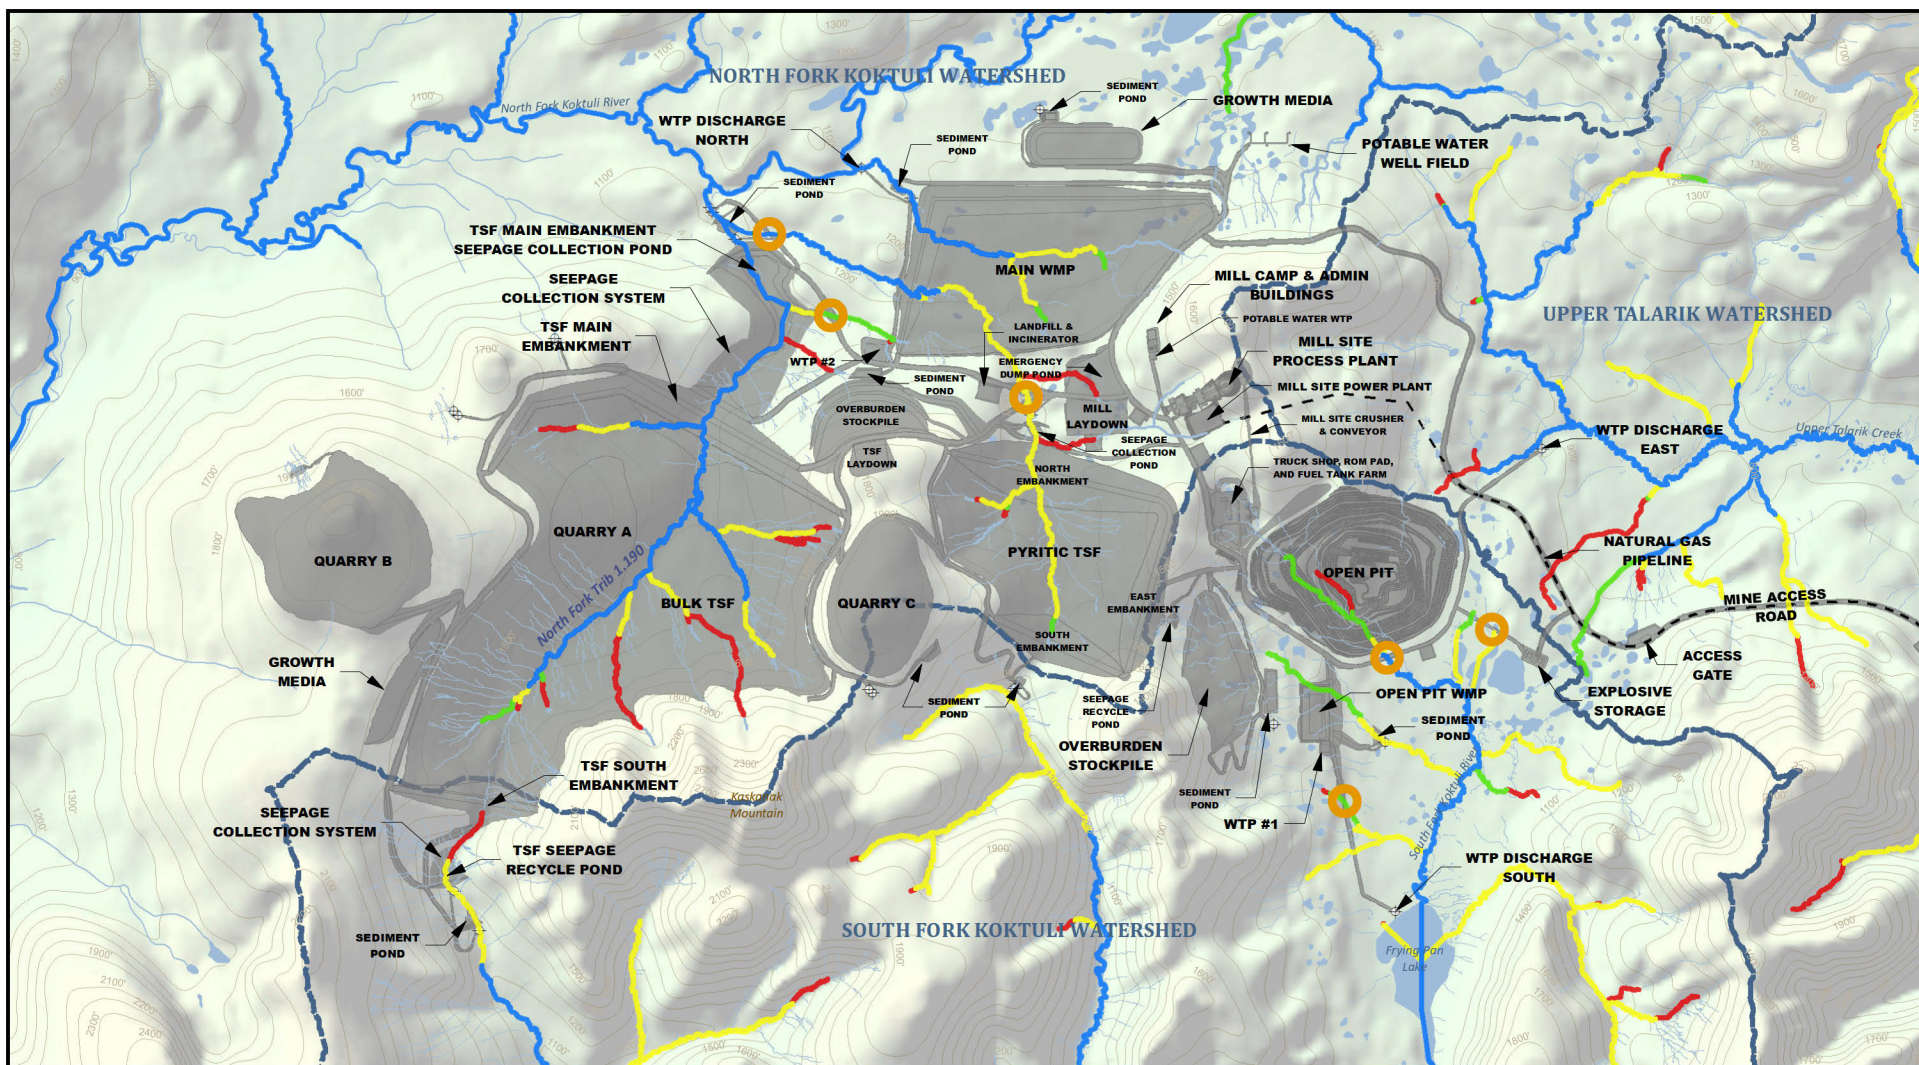 NORTH FORK KOKTULI WATERSHED
North Fork Koktuli River
WTP DISCHARGE
NORTH
SEDIMENT
POND
SEDIMENT
POND
GROWTH MEDIA
POTABLE WATER
WELL FIELD
SEDIMENT
POND
TSF MAIN EMBANKMENT
SEEPAGE COLLECTION POND
SEEPAGE
COLLECTION SYSTEM
TSF MAIN
EMBANKMENT
MAIN WMP
MILL CAMP & ADMIN
BUILDINGS
POTABLE WATER WTP
UPPER TALARIK WATERSHED
LANDFILL &
INCINERATOR
MILL SITE
PROCESS PLANT
WTP #2
EMERGENCY
DUMP POND
SEDIMENT
POND
MILL SITE POWER PLANT
OVERBURDEN
STOCKPILE
MILL
LAYDOWN
MILL SITE CRUSHER
& CONVEYOR
WTP DISCHARGE
EAST
Upper Talarik Creek
SEEPAGE
COLLECTION
POND
TSF
LAYDOWN
NORTH
EMBANKMENT
TRUCK SHOP, ROM PAD,
AND FUEL TANK FARM
QUARRY A
QUARRY B
PYRITIC TSF
OPEN PIT
NATURAL GAS
PIPELINE
North Fork Trib 1.190
BULK TSF
QUARRY C
EAST
EMBANKMENT
MINE ACCESS
ROAD
SOUTH
EMBANKMENT
GROWTH
MEDIA
ACCESS
GATE
SEDIMENT
POND
SEEPAGE
RECYCLE
POND
OPEN PIT WMP
EXPLOSIVE
STORAGE
SEDIMENT
POND
OVERBURDEN
STOCKPILE
TSF SOUTH
EMBANKMENT
Kaskanak
Mountain
SEDIMENT
POND
South Fork Koktuli River
SEEPAGE
COLLECTION SYSTEM
WTP #1
TSF SEEPAGE
RECYCLE POND
WTP DISCHARGE
SOUTH
SEDIMENT
POND
SOUTH FORK KOKTULI WATERSHED
Frying Pan
Lake